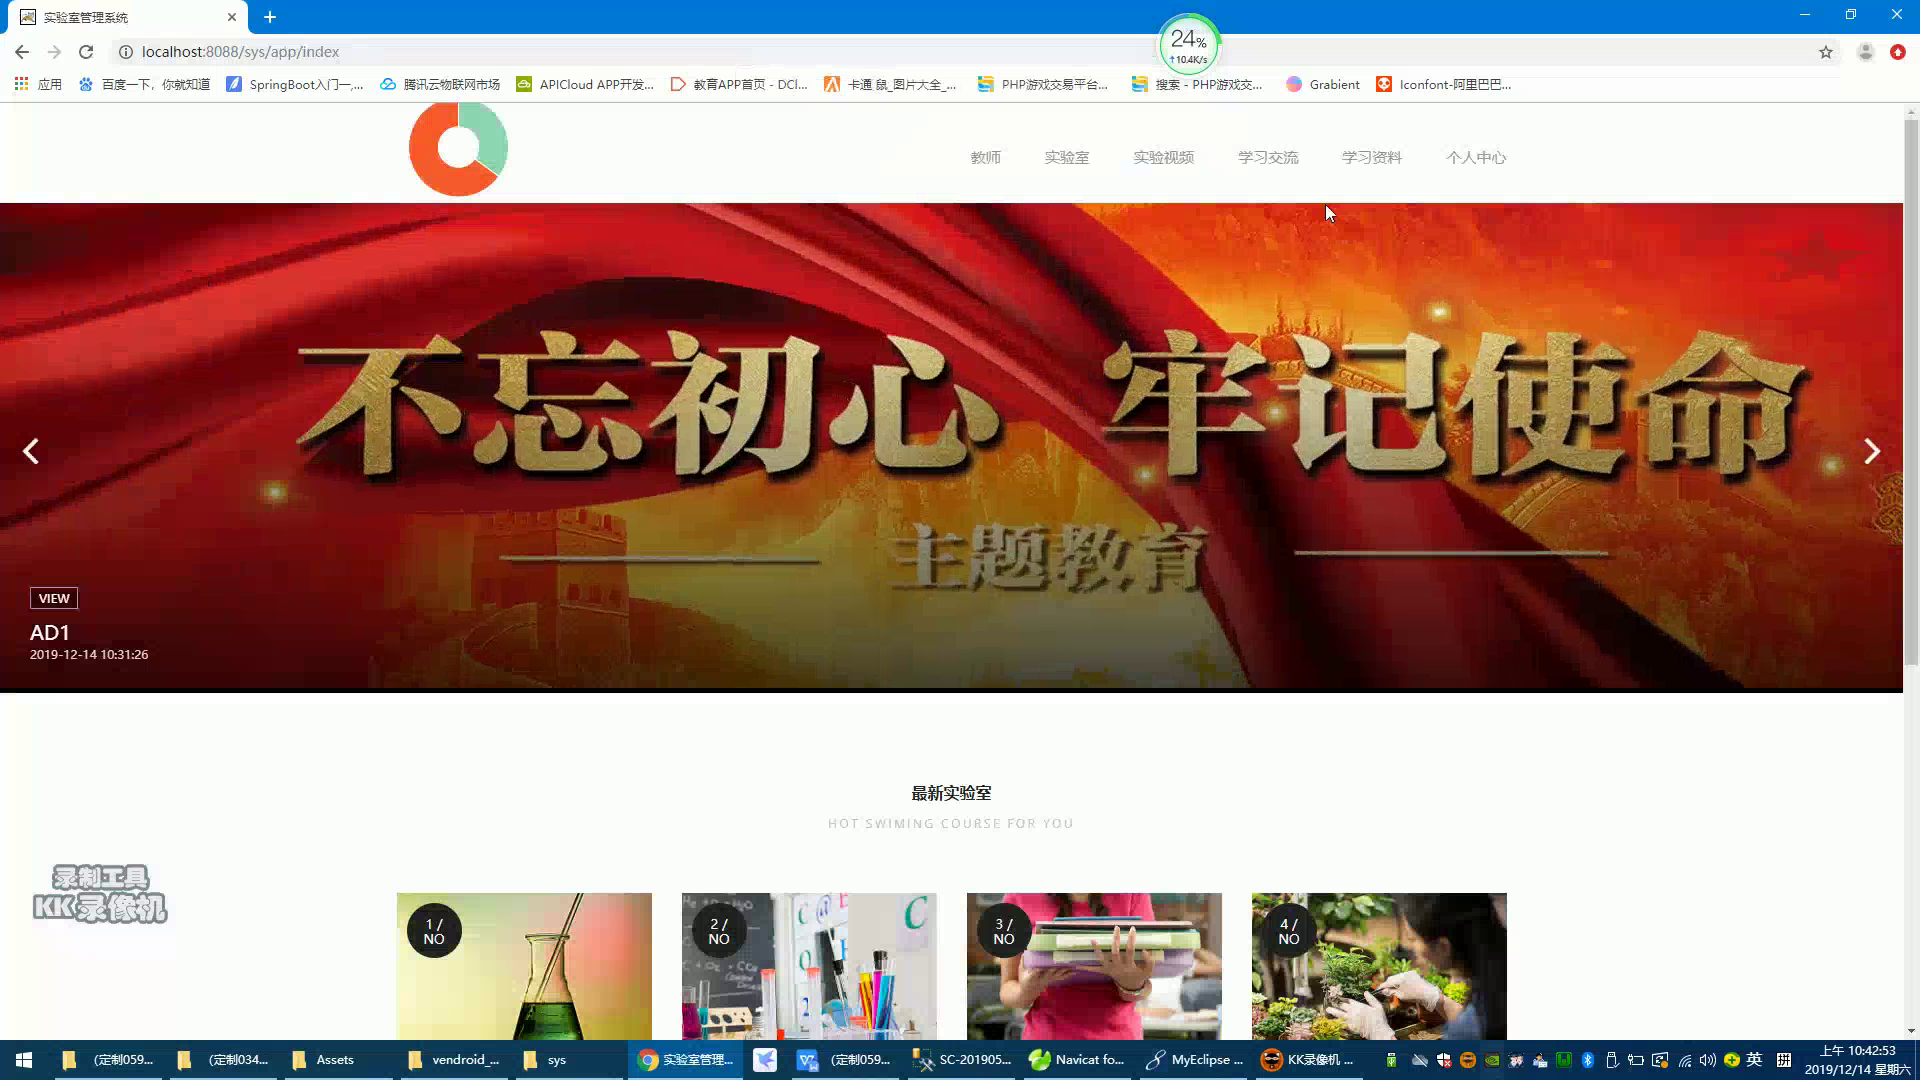 实验室管理系统
localhost:8088/sys/app/index
24%
↑10.4K/s
应用
百度一下，你就知道
SpringBoot入门一,...
腾讯云物联网市场
APICloud APP开发...
教育APP首页 - DCl...
卡通 鼠_图片大全_...
PHP游戏交易平台...
搜索 - PHP游戏交...
Grabient
Iconfont-阿里巴巴...
教师
实验室
实验视频
学习交流
学习资料
个人中心
不忘初心 牢记使命
主题教育
VIEW
AD1
2019-12-14 10:31:26
最新实验室
HOT SWIMING COURSE FOR YOU
录制工具
KK录像机
1 /
NO
2 /
NO
3 /
NO
4 /
NO
(定制059...
(定制034...
Assets
vendroid_...
sys
实验室管理...
(定制059...
SC-201905...
Navicat fo...
MyEclipse ...
KK录像机 ...
英
拼
上午 10:42:53
2019/12/14 星期六